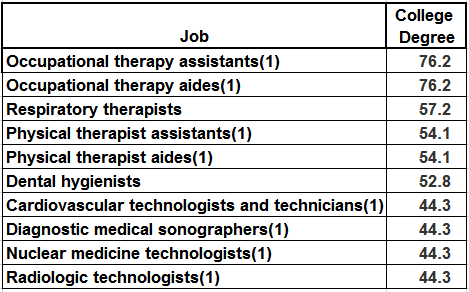 Job College Degree
Occupational therapy assistants(1) 76.2
Occupational therapy aides(1) 76.2
Respiratory therapists 57.2
Physical therapist assistants(1) 54.1
Physical therapist aides(1) 54.1
Dental hygienists 52.8
Cardiovascular technologists and technicians(1) 44.3
Diagnostic medical sonographers(1) 44.3
Nuclear medicine technologists(1) 44.3
Radiologic technologists(1) 44.3